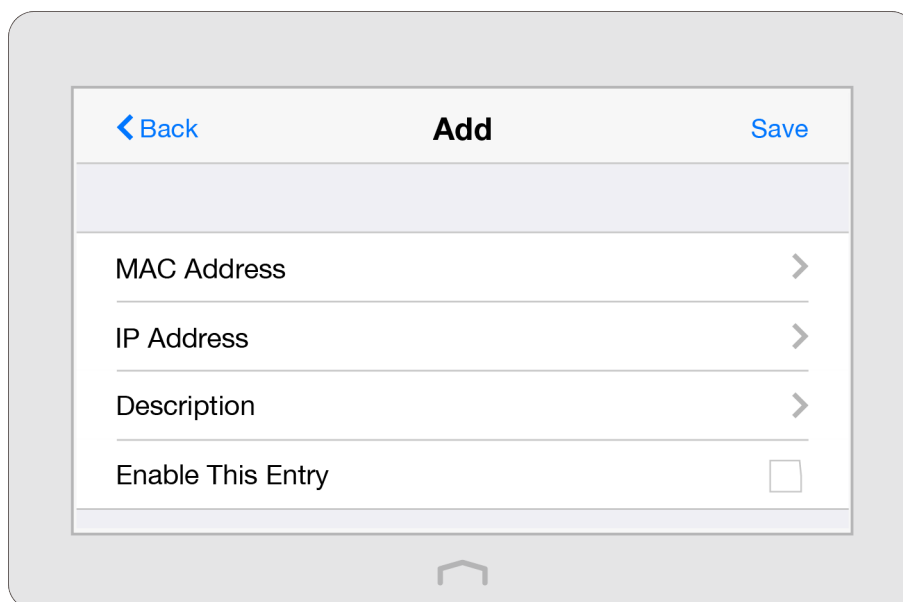 Back
Add
Save
MAC Address
IP Address
Description
Enable This Entry